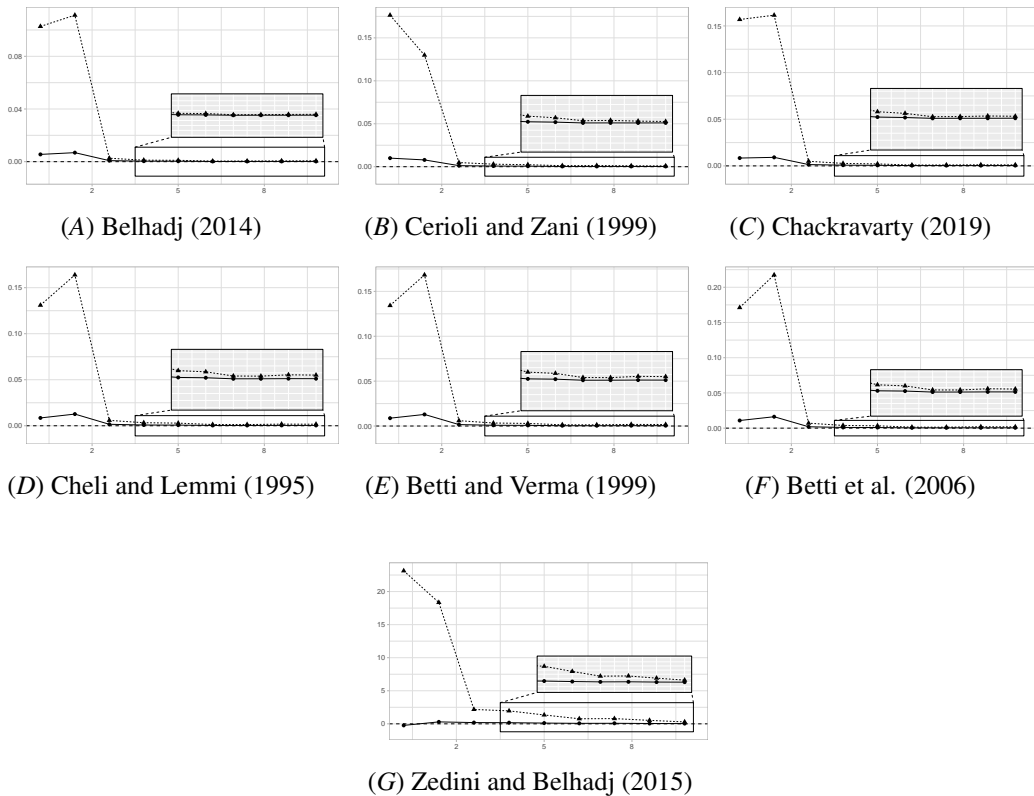 0.08
0.04
0.00
2 5 8
(A) Belhadj (2014)
0.15
0.10
0.05
0.00
2 5 8
(B) Cerioli and Zani (1999)
0.15
0.10
0.05
0.00
2 5 8
(C) Chackravarty (2019)
0.15
0.10
0.05
0.00
2 5 8
(D) Cheli and Lemmi (1995)
0.15
0.10
0.05
0.00
2 5 8
(E) Betti and Verma (1999)
0.20
0.15
0.10
0.05
0.00
2 5 8
(F) Betti et al. (2006)
20
15
10
5
0
2 5 8
(G) Zedini and Belhadj (2015)